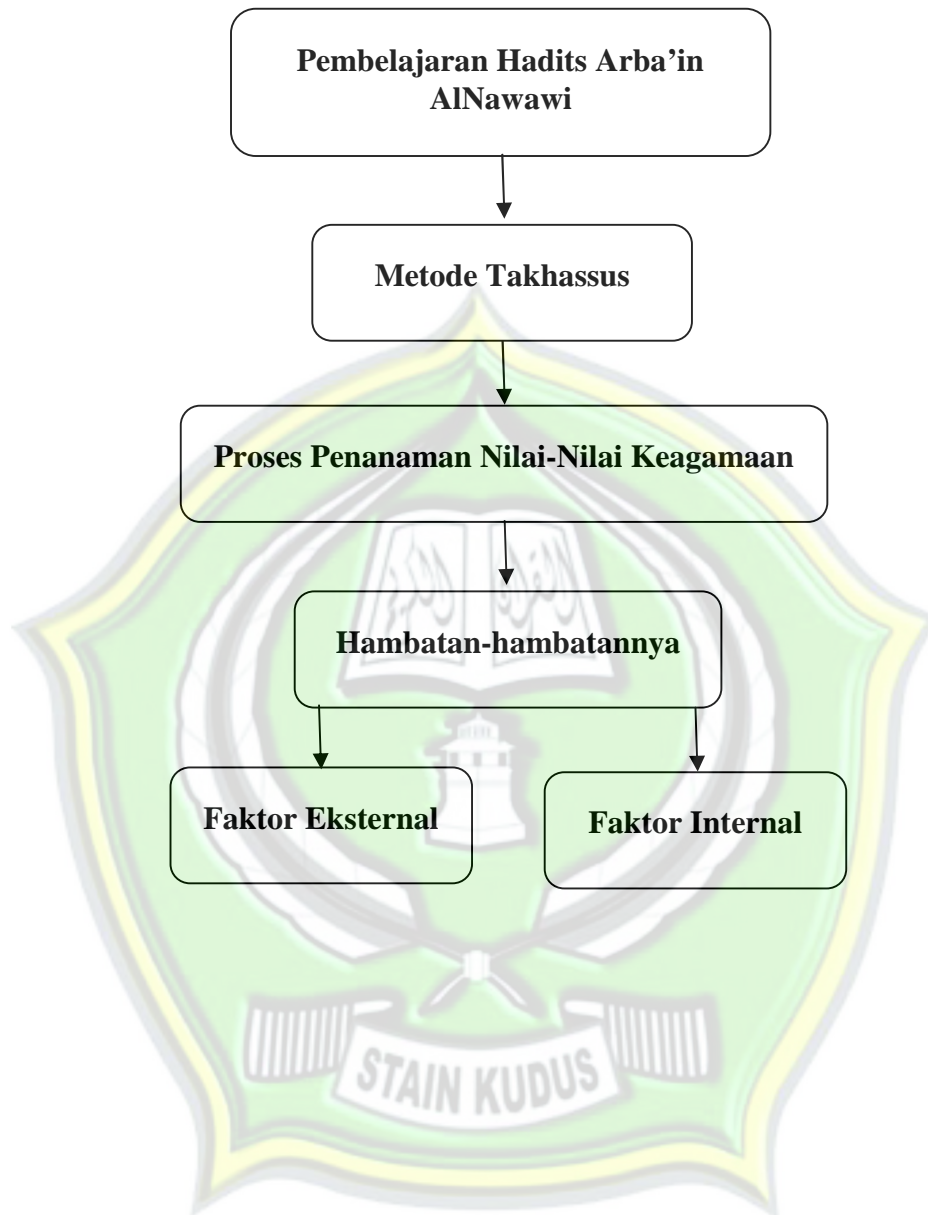 Pembelajaran Hadits Arba’in
AlNawawi
Metode Takhassus
Proses Penanaman Nilai-Nilai Keagamaan
Hambatan-hambatannya
Faktor Eksternal
Faktor Internal
STAIN KUDUS